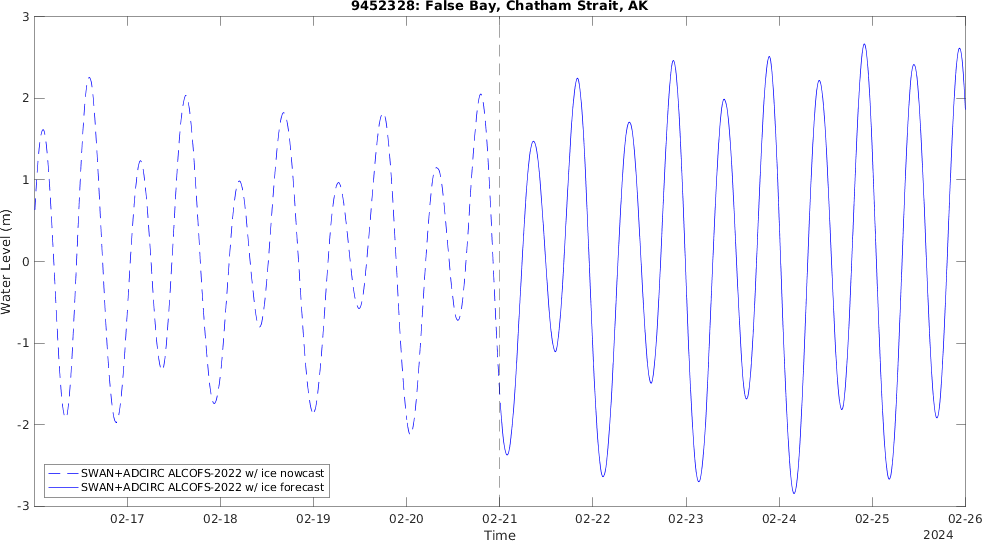 9452328: False Bay, Chatham Strait, AK
Water Level (m)
3
2
1
0
-1
-2
-3
SWAN+ADCIRC ALCOFS-2022 w/ ice nowcast
SWAN+ADCIRC ALCOFS-2022 w/ ice forecast
02-17 02-18 02-19 02-20 02-21 02-22 02-23 02-24 02-25 02-26
Time
2024